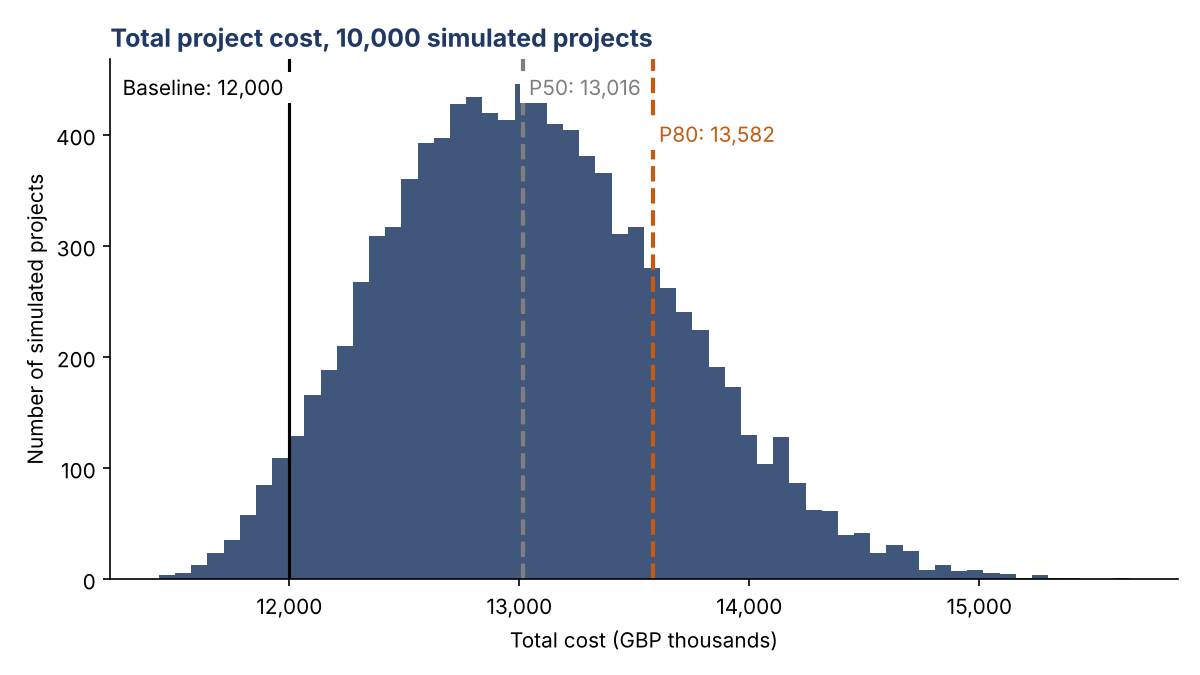 Total project cost, 10,000 simulated projects
Baseline: 12,000
P50: 13,016
P80: 13,582
Number of simulated projects
400
300
200
100
0
12,000
13,000
14,000
15,000
Total cost (GBP thousands)